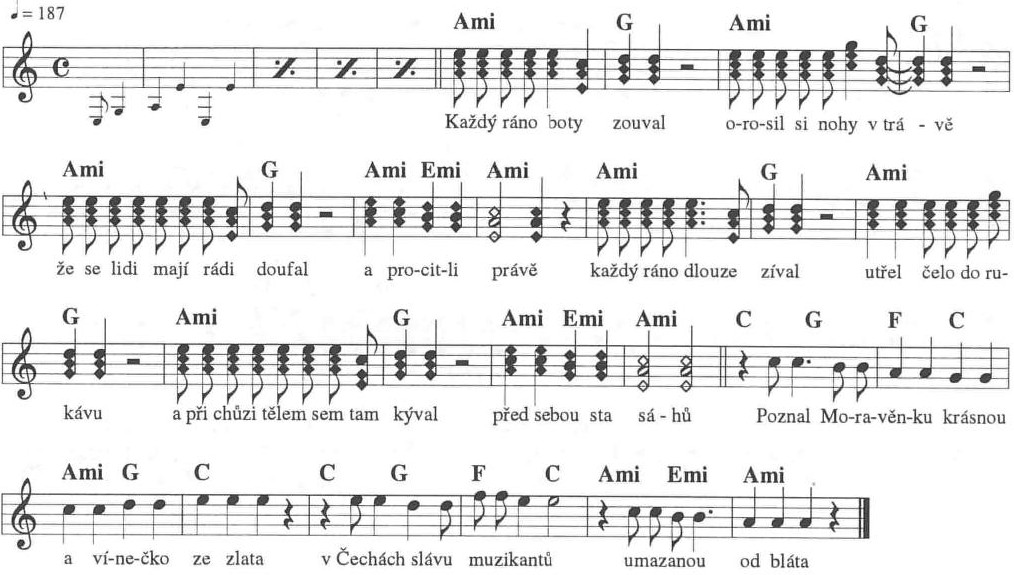 ♩ = 187
Ami G Ami G
Každý ráno boty zouval o-ro-sil si nohy v trá - vě
Ami G Ami Emi Ami Ami G Ami
že se lidi mají rádi doufal a pro-cit-li právě každý ráno dlouze zíval utřel čelo do ru-
G Ami G Ami Emi Ami C G F C
kávu a při chůzi tělem sem tam kýval před sebou sta sá - hů Poznal Mo-ra-věn-ku krásnou
Ami G C C G F C Ami Emi Ami
a ví-neč-ko ze zlata v Čechách slávu muzikantů umazanou od bláta